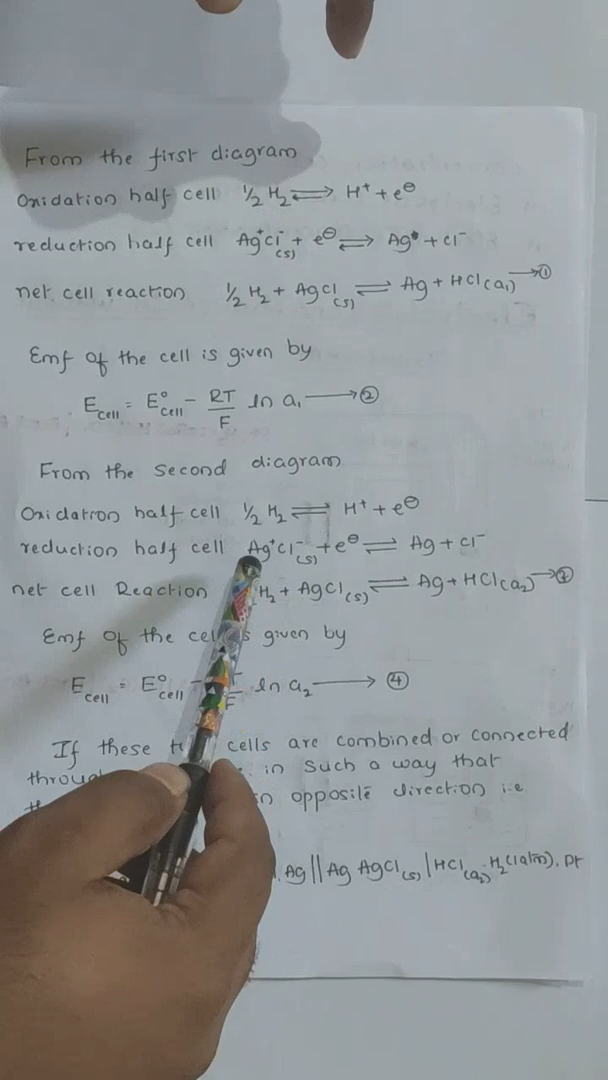 From the first diagram
Oxidation half cell ½ H₂ ⇌ H⁺ + e⊖
reduction half cell Ag⁺Cl⁻(s) + e⊖ ⇌ Ag + Cl⁻
net cell reaction ½ H₂ + AgCl(s) ⇌ Ag + HCl(a₁) → ①
Emf of the cell is given by
E cell = E° cell - RT/F ln a₁ → ②
From the second diagram
Oxidation half cell ½ H₂ ⇌ H⁺ + e⊖
reduction half cell Ag⁺Cl⁻(s) + e⊖ ⇌ Ag + Cl⁻
net cell Reaction H₂ + AgCl(s) ⇌ Ag + HCl(a₂) →
Emf of the cell is given by
E cell = E° cell - F ln a₂ → ④
If these cells are combined or connected
in such a way that
opposite direction i.e
Ag || Ag AgCl(s) | HCl(a₂) H₂(1atm). Pt